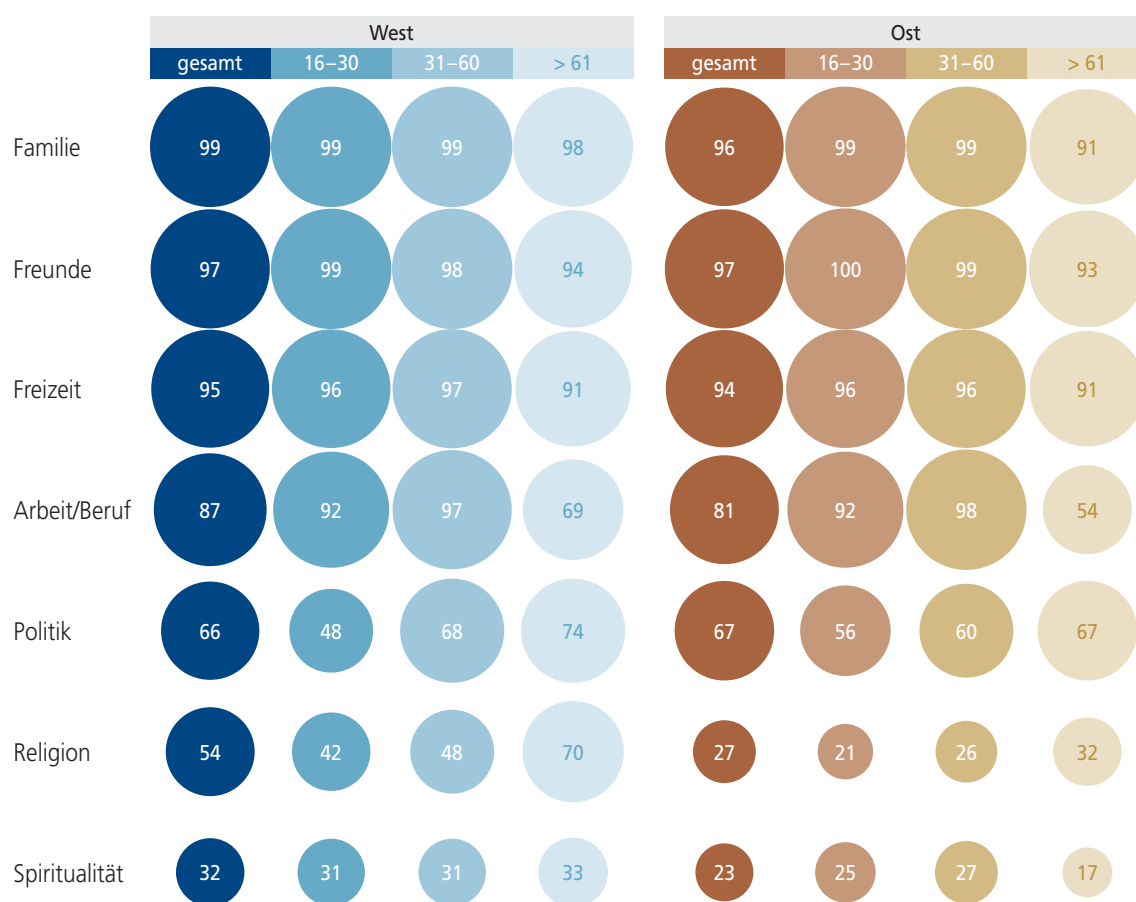 West Ost
gesamt 16–30 31–60 > 61 gesamt 16–30 31–60 > 61
Familie 99 99 99 98 96 99 99 91
Freunde 97 99 98 94 97 100 99 93
Freizeit 95 96 97 91 94 96 96 91
Arbeit/Beruf 87 92 97 69 81 92 98 54
Politik 66 48 68 74 67 56 60 67
Religion 54 42 48 70 27 21 26 32
Spiritualität 32 31 31 33 23 25 27 17